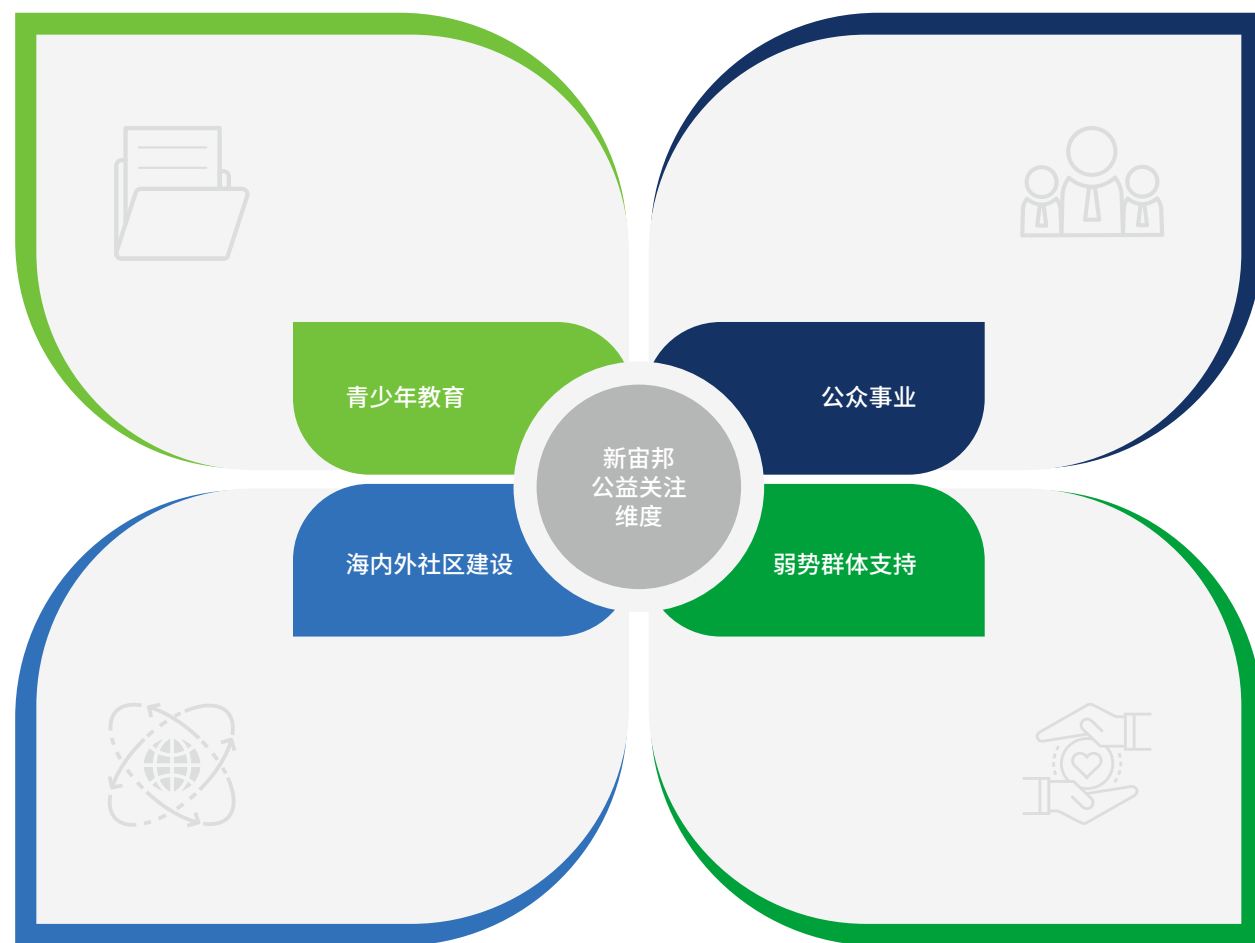 青少年教育
公众事业
新宙邦
公益关注
维度
海内外社区建设
弱势群体支持